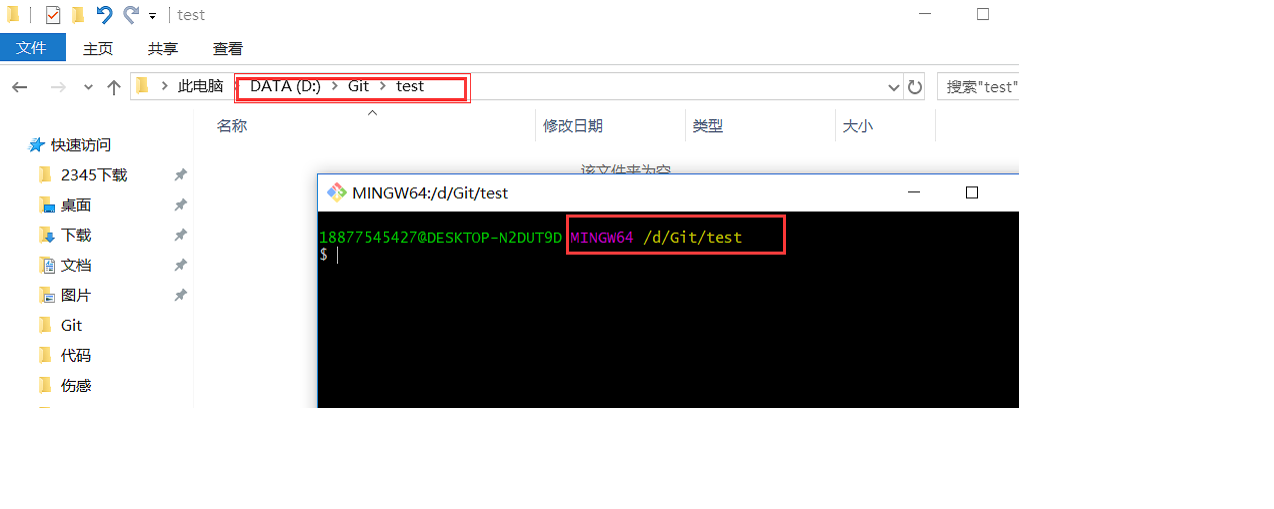 test
文件 主页 共享 查看
此电脑 DATA (D:) Git test 搜索"test"
名称 修改日期 类型 大小
快速访问
该文件夹为空
2345下载
MINGW64:/d/Git/test
桌面
下载
18877545427@DESKTOP-N2DUT9D MINGW64 /d/Git/test
$
文档
图片
Git
代码
伤感